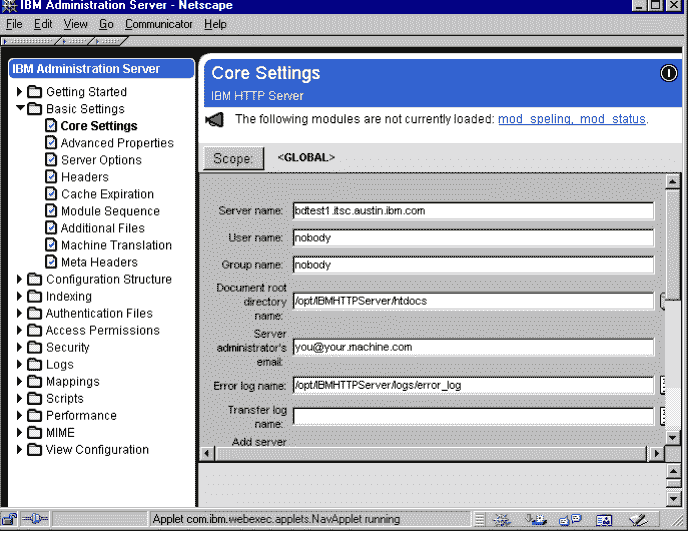 IBM Administration Server - Netscape
File Edit View Go Communicator Help
IBM Administration Server
Getting Started
Basic Settings
Core Settings
Advanced Properties
Server Options
Headers
Cache Expiration
Module Sequence
Additional Files
Machine Translation
Meta Headers
Configuration Structure
Indexing
Authentication Files
Access Permissions
Security
Logs
Mappings
Scripts
Performance
MIME
View Configuration
Core Settings
IBM HTTP Server
The following modules are not currently loaded: mod_speling, mod_status.
Scope: <GLOBAL>
Server name: bdtest1.itsc.austin.ibm.com
User name: nobody
Group name: nobody
Document root
directory /opt/IBMHTTPServer/htdocs
name:
Server
administrator's you@your.machine.com
email:
Error log name: /opt/IBMHTTPServer/logs/error_log
Transfer log
name:
Add server
Applet com.ibm.webexec.applets.NavApplet running